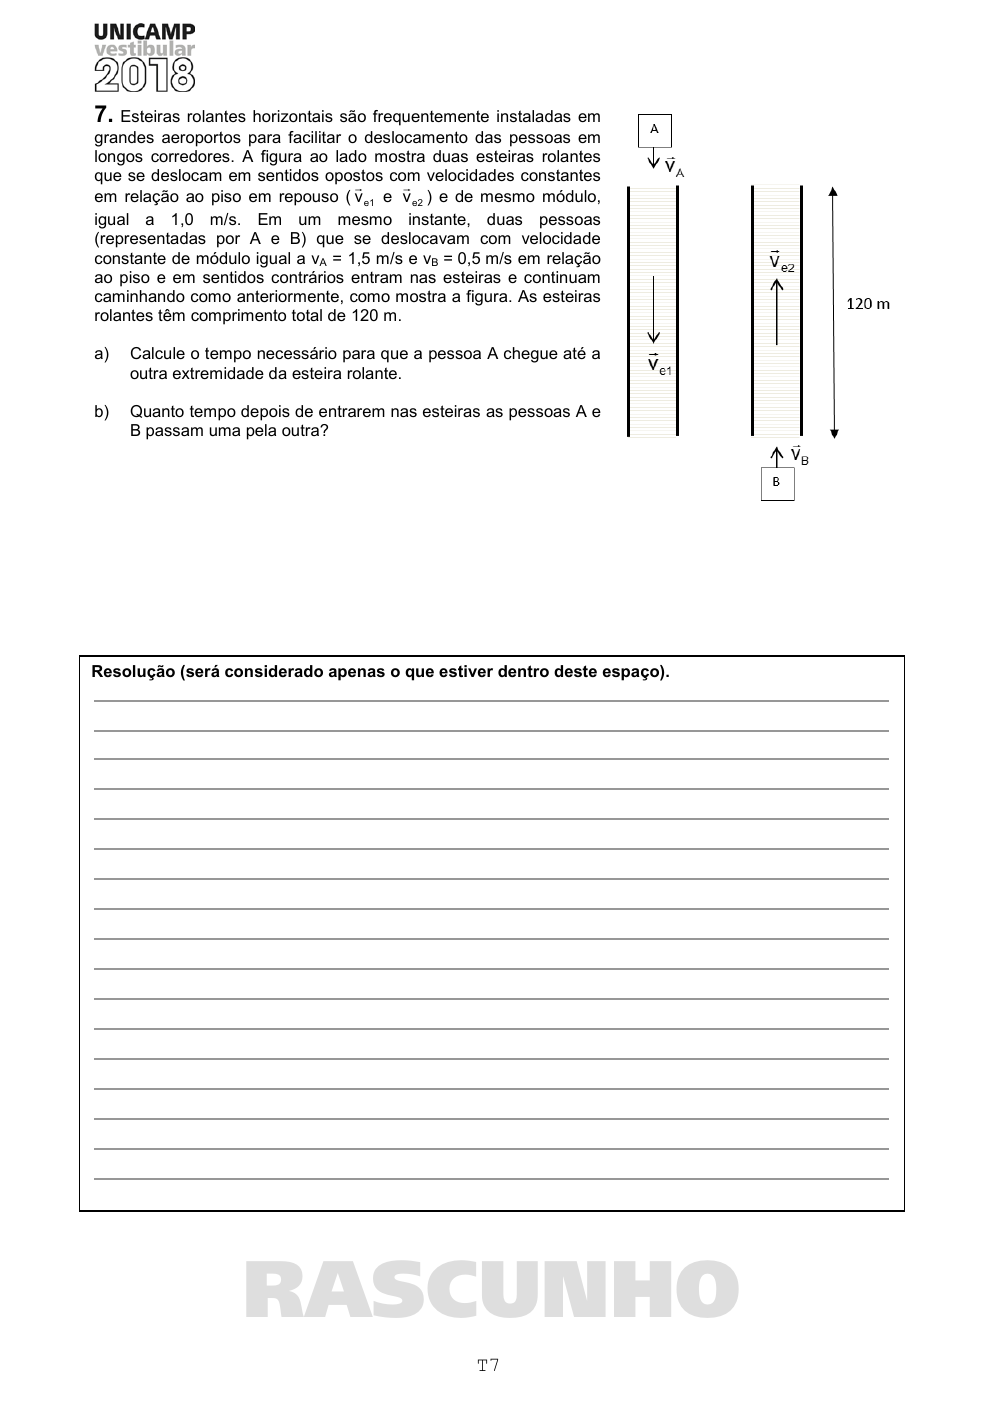 UNICAMP
vestibular
2018
7. Esteiras rolantes horizontais são frequentemente instaladas em
grandes aeroportos para facilitar o deslocamento das pessoas em
longos corredores. A figura ao lado mostra duas esteiras rolantes
que se deslocam em sentidos opostos com velocidades constantes
em relação ao piso em repouso ( v⃗e1 e v⃗e2 ) e de mesmo módulo,
igual a 1,0 m/s. Em um mesmo instante, duas pessoas
(representadas por A e B) que se deslocavam com velocidade
constante de módulo igual a vA = 1,5 m/s e vB = 0,5 m/s em relação
ao piso e em sentidos contrários entram nas esteiras e continuam
caminhando como anteriormente, como mostra a figura. As esteiras
rolantes têm comprimento total de 120 m.
a) Calcule o tempo necessário para que a pessoa A chegue até a
outra extremidade da esteira rolante.
b) Quanto tempo depois de entrarem nas esteiras as pessoas A e
B passam uma pela outra?
A
v⃗A
v⃗e2
120 m
v⃗e1
v⃗B
B
Resolução (será considerado apenas o que estiver dentro deste espaço).
RASCUNHO
T7